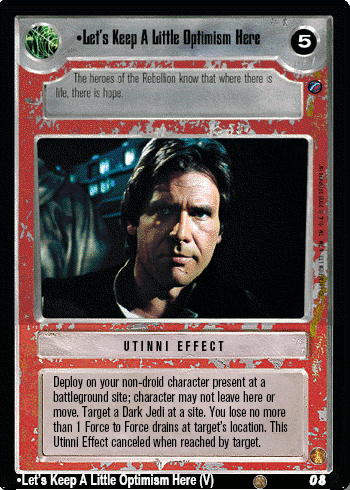 •Let's Keep A Little Optimism Here
5
The heroes of the Rebellion know that where there is
life, there is hope.
UTINNI EFFECT
Deploy on your non-droid character present at a
battleground site; character may not leave here or
move. Target a Dark Jedi at a site. You lose no more
than 1 Force to Force drains at target's location. This
Utinni Effect canceled when reached by target.
•Let's Keep A Little Optimism Here (V)
08